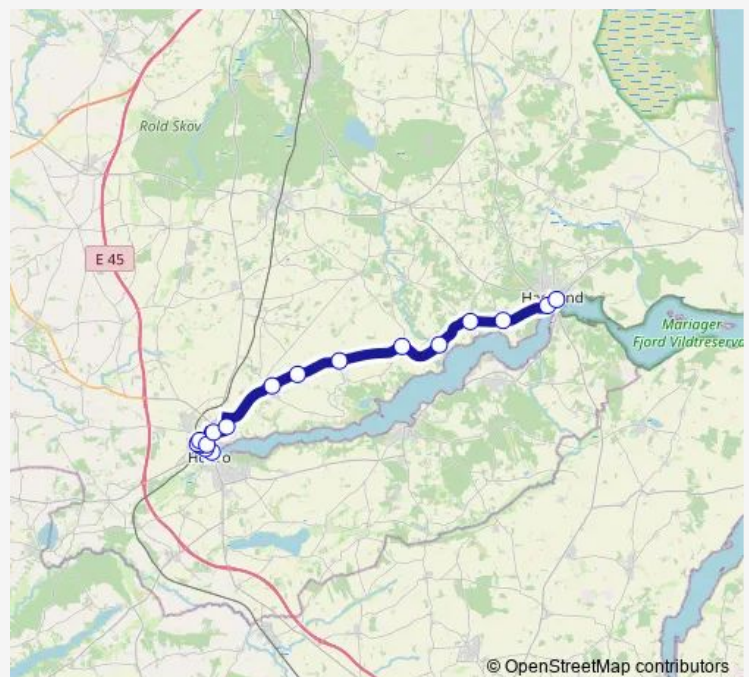 Rold Skov
E 45
Mariager
Fjord Vildtreserva
© OpenStreetMap contributors